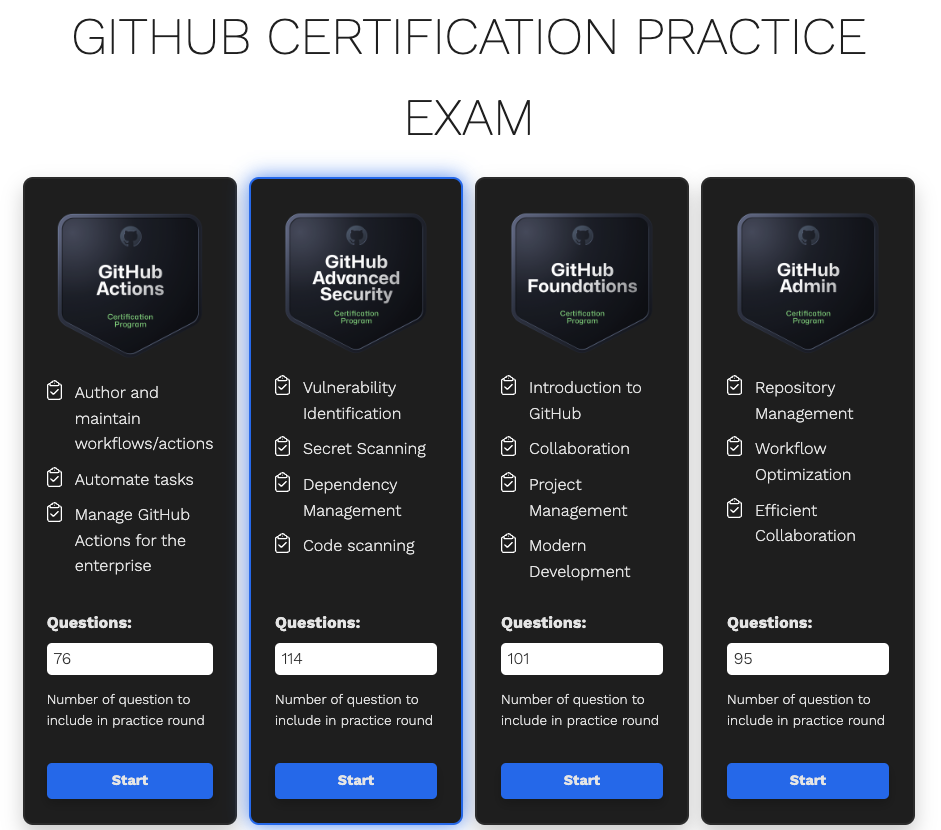 GITHUB CERTIFICATION PRACTICE
EXAM
GitHub
Actions
Certification
Program
Author and
maintain
workflows/actions
Automate tasks
Manage GitHub
Actions for the
enterprise
Questions:
76
Number of question to
include in practice round
Start
GitHub
Advanced
Security
Certification
Program
Vulnerability
Identification
Secret Scanning
Dependency
Management
Code scanning
Questions:
114
Number of question to
include in practice round
Start
GitHub
Foundations
Certification
Program
Introduction to
GitHub
Collaboration
Project
Management
Modern
Development
Questions:
101
Number of question to
include in practice round
Start
GitHub
Admin
Certification
Program
Repository
Management
Workflow
Optimization
Efficient
Collaboration
Questions:
95
Number of question to
include in practice round
Start